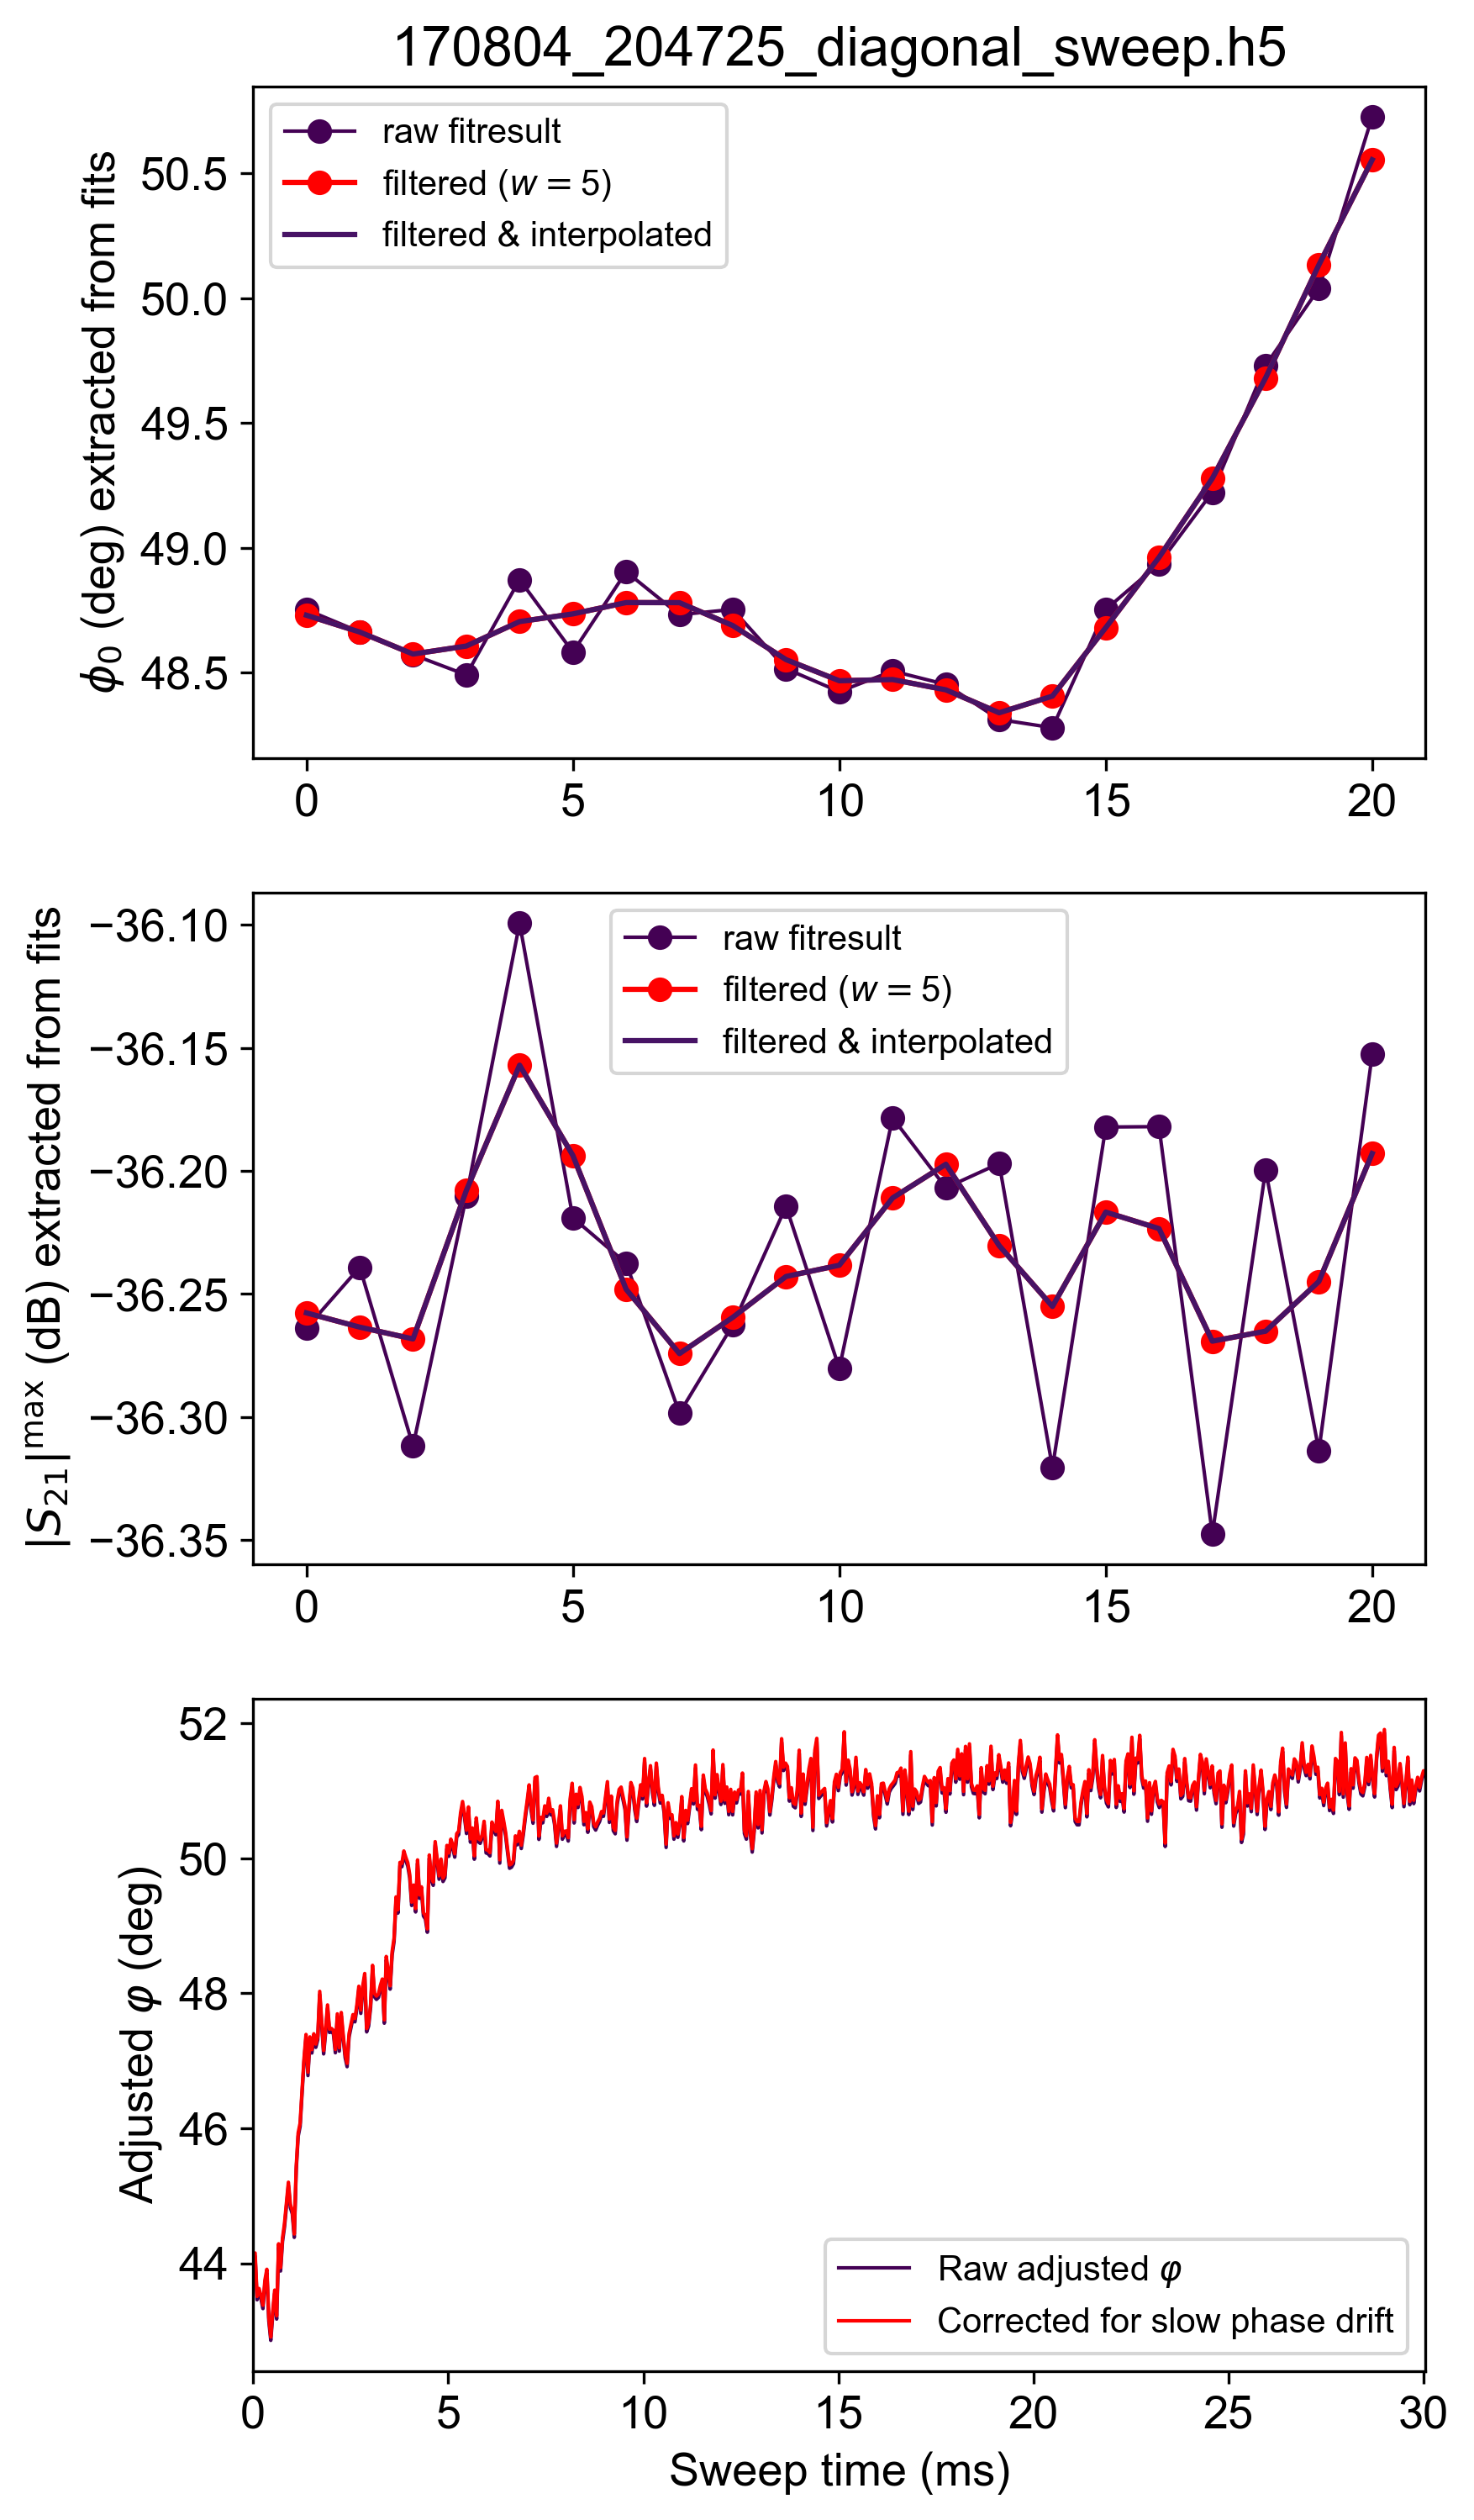 170804_204725_diagonal_sweep.h5
ϕ₀ (deg) extracted from fits
50.5
50.0
49.5
49.0
48.5
raw fitresult
filtered (w = 5)
filtered & interpolated
0 5 10 15 20
|S₂₁|ᵐᵃˣ (dB) extracted from fits
−36.10
−36.15
−36.20
−36.25
−36.30
−36.35
raw fitresult
filtered (w = 5)
filtered & interpolated
0 5 10 15 20
Adjusted φ (deg)
52
50
48
46
44
Raw adjusted φ
Corrected for slow phase drift
0 5 10 15 20 25 30
Sweep time (ms)